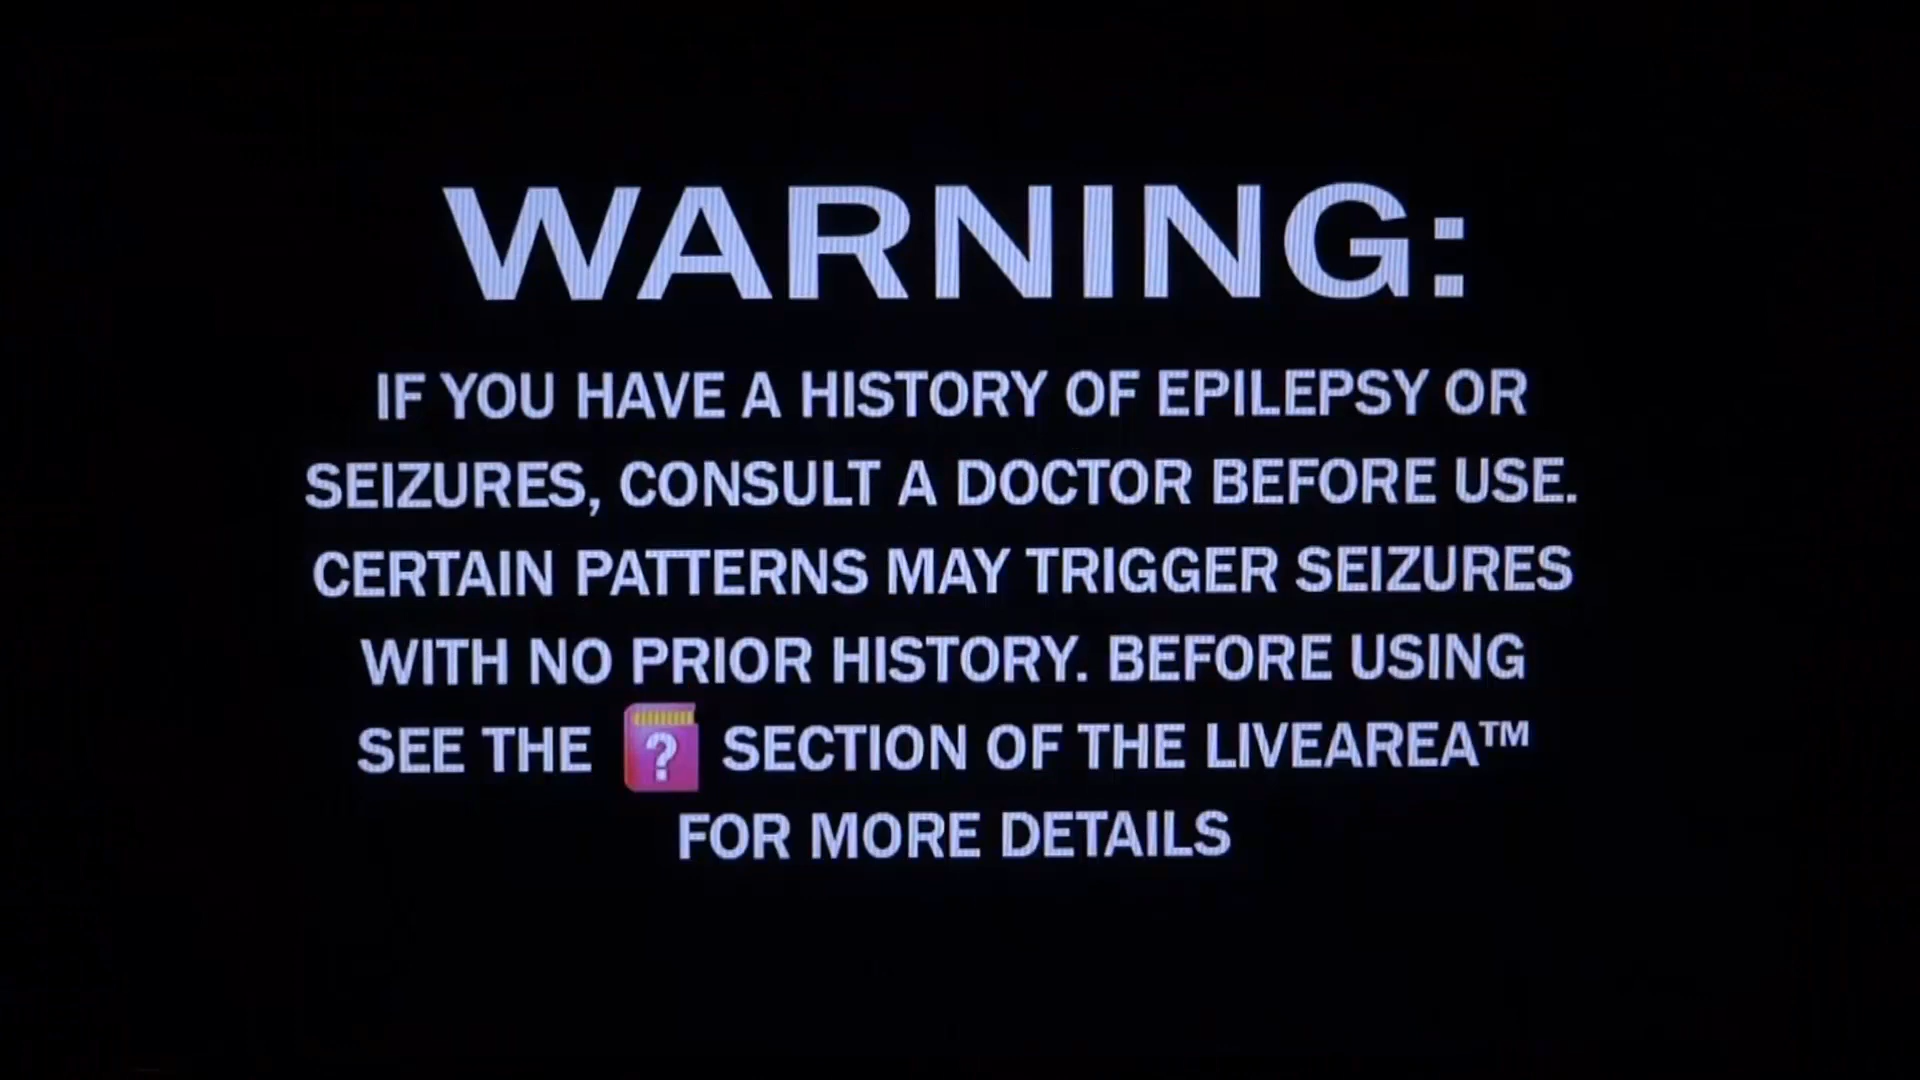 WARNING:
IF YOU HAVE A HISTORY OF EPILEPSY OR
SEIZURES, CONSULT A DOCTOR BEFORE USE.
CERTAIN PATTERNS MAY TRIGGER SEIZURES
WITH NO PRIOR HISTORY. BEFORE USING
SEE THE ? SECTION OF THE LIVEAREA™
FOR MORE DETAILS